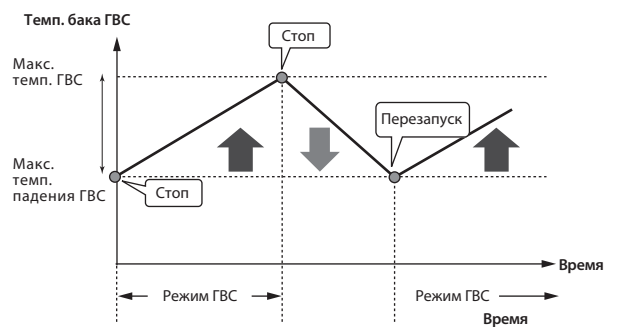 Темп. бака ГВС
Стоп
Макс.
темп. ГВС
Перезапуск
Макс.
темп.
падения ГВС
Стоп
Время
Режим ГВС
Режим ГВС
Время